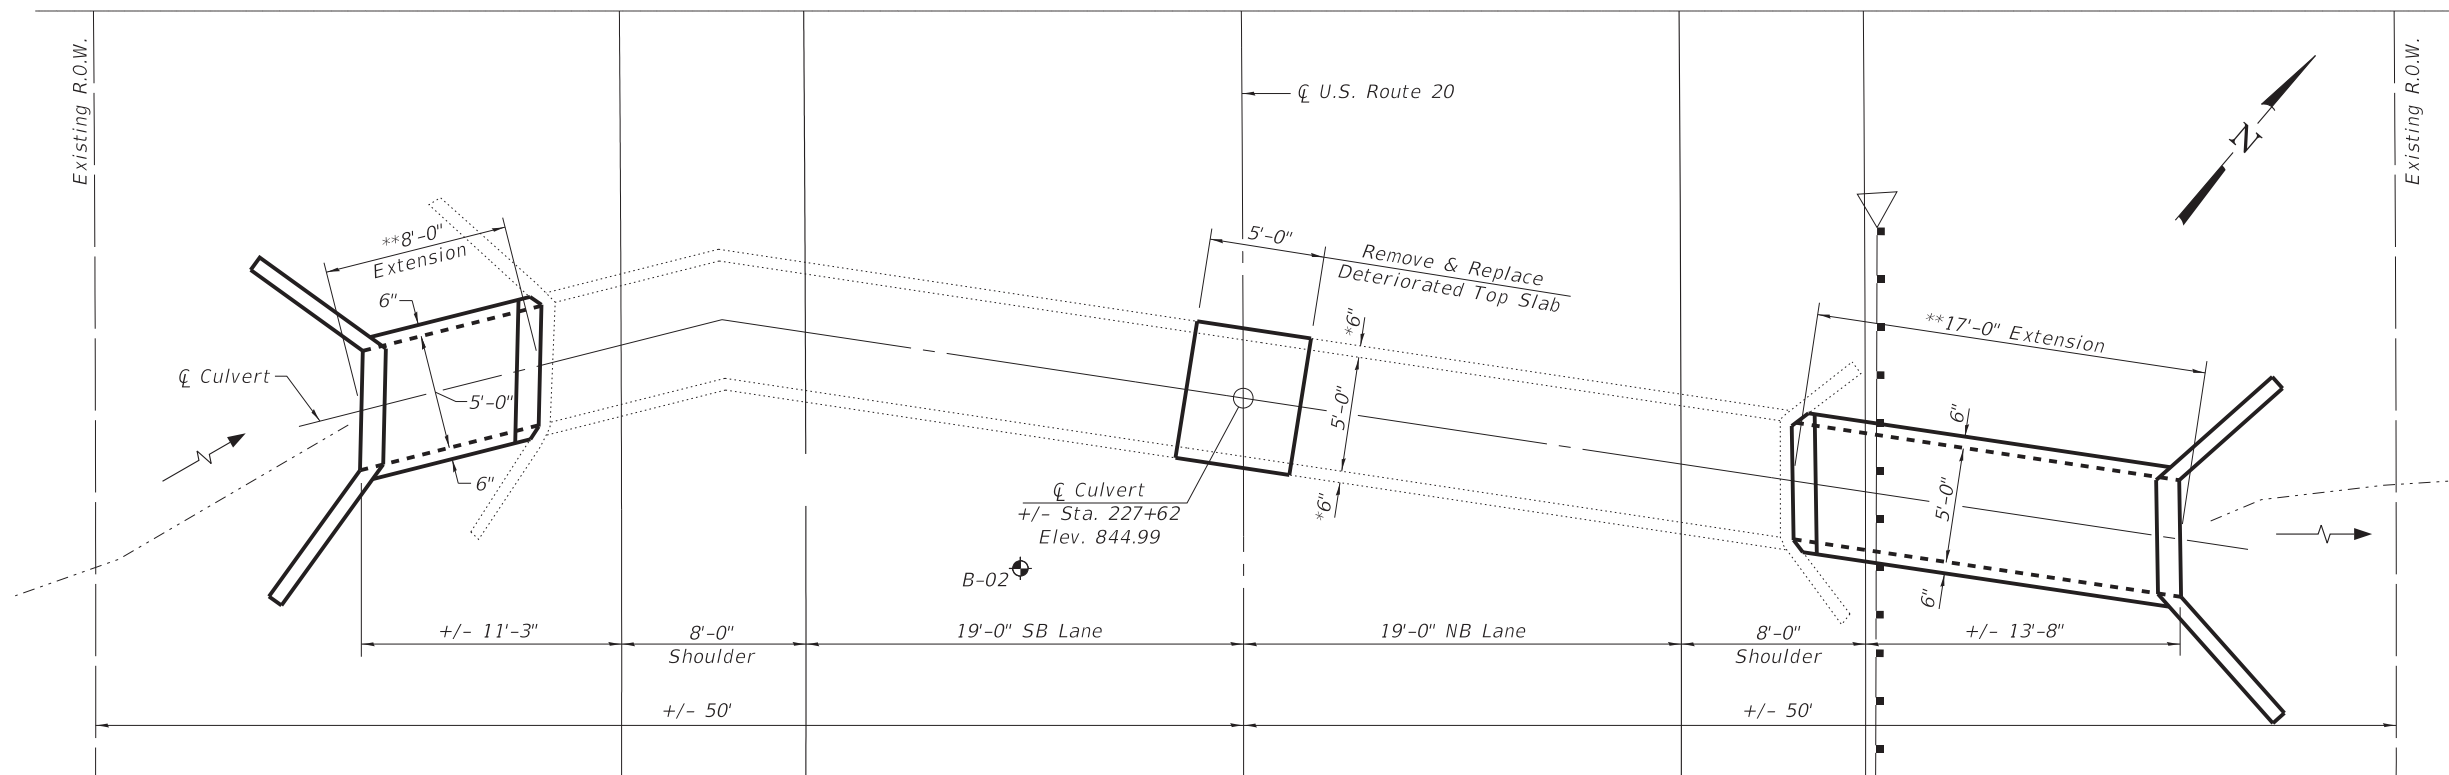 Existing R.O.W.
Existing R.O.W.
℄ U.S. Route 20
N
**8'-0"
Extension
6"
℄ Culvert
5'-0"
6"
5'-0"
Remove & Replace
Deteriorated Top Slab
*6"
5'-0"
*6"
**17'-0" Extension
6"
5'-0"
6"
℄ Culvert
+/- Sta. 227+62
Elev. 844.99
B-02
+/- 11'-3"
8'-0"
Shoulder
19'-0" SB Lane
19'-0" NB Lane
8'-0"
Shoulder
+/- 13'-8"
+/- 50'
+/- 50'